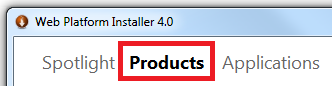 Web Platform Installer 4.0
Spotlight Products Applications